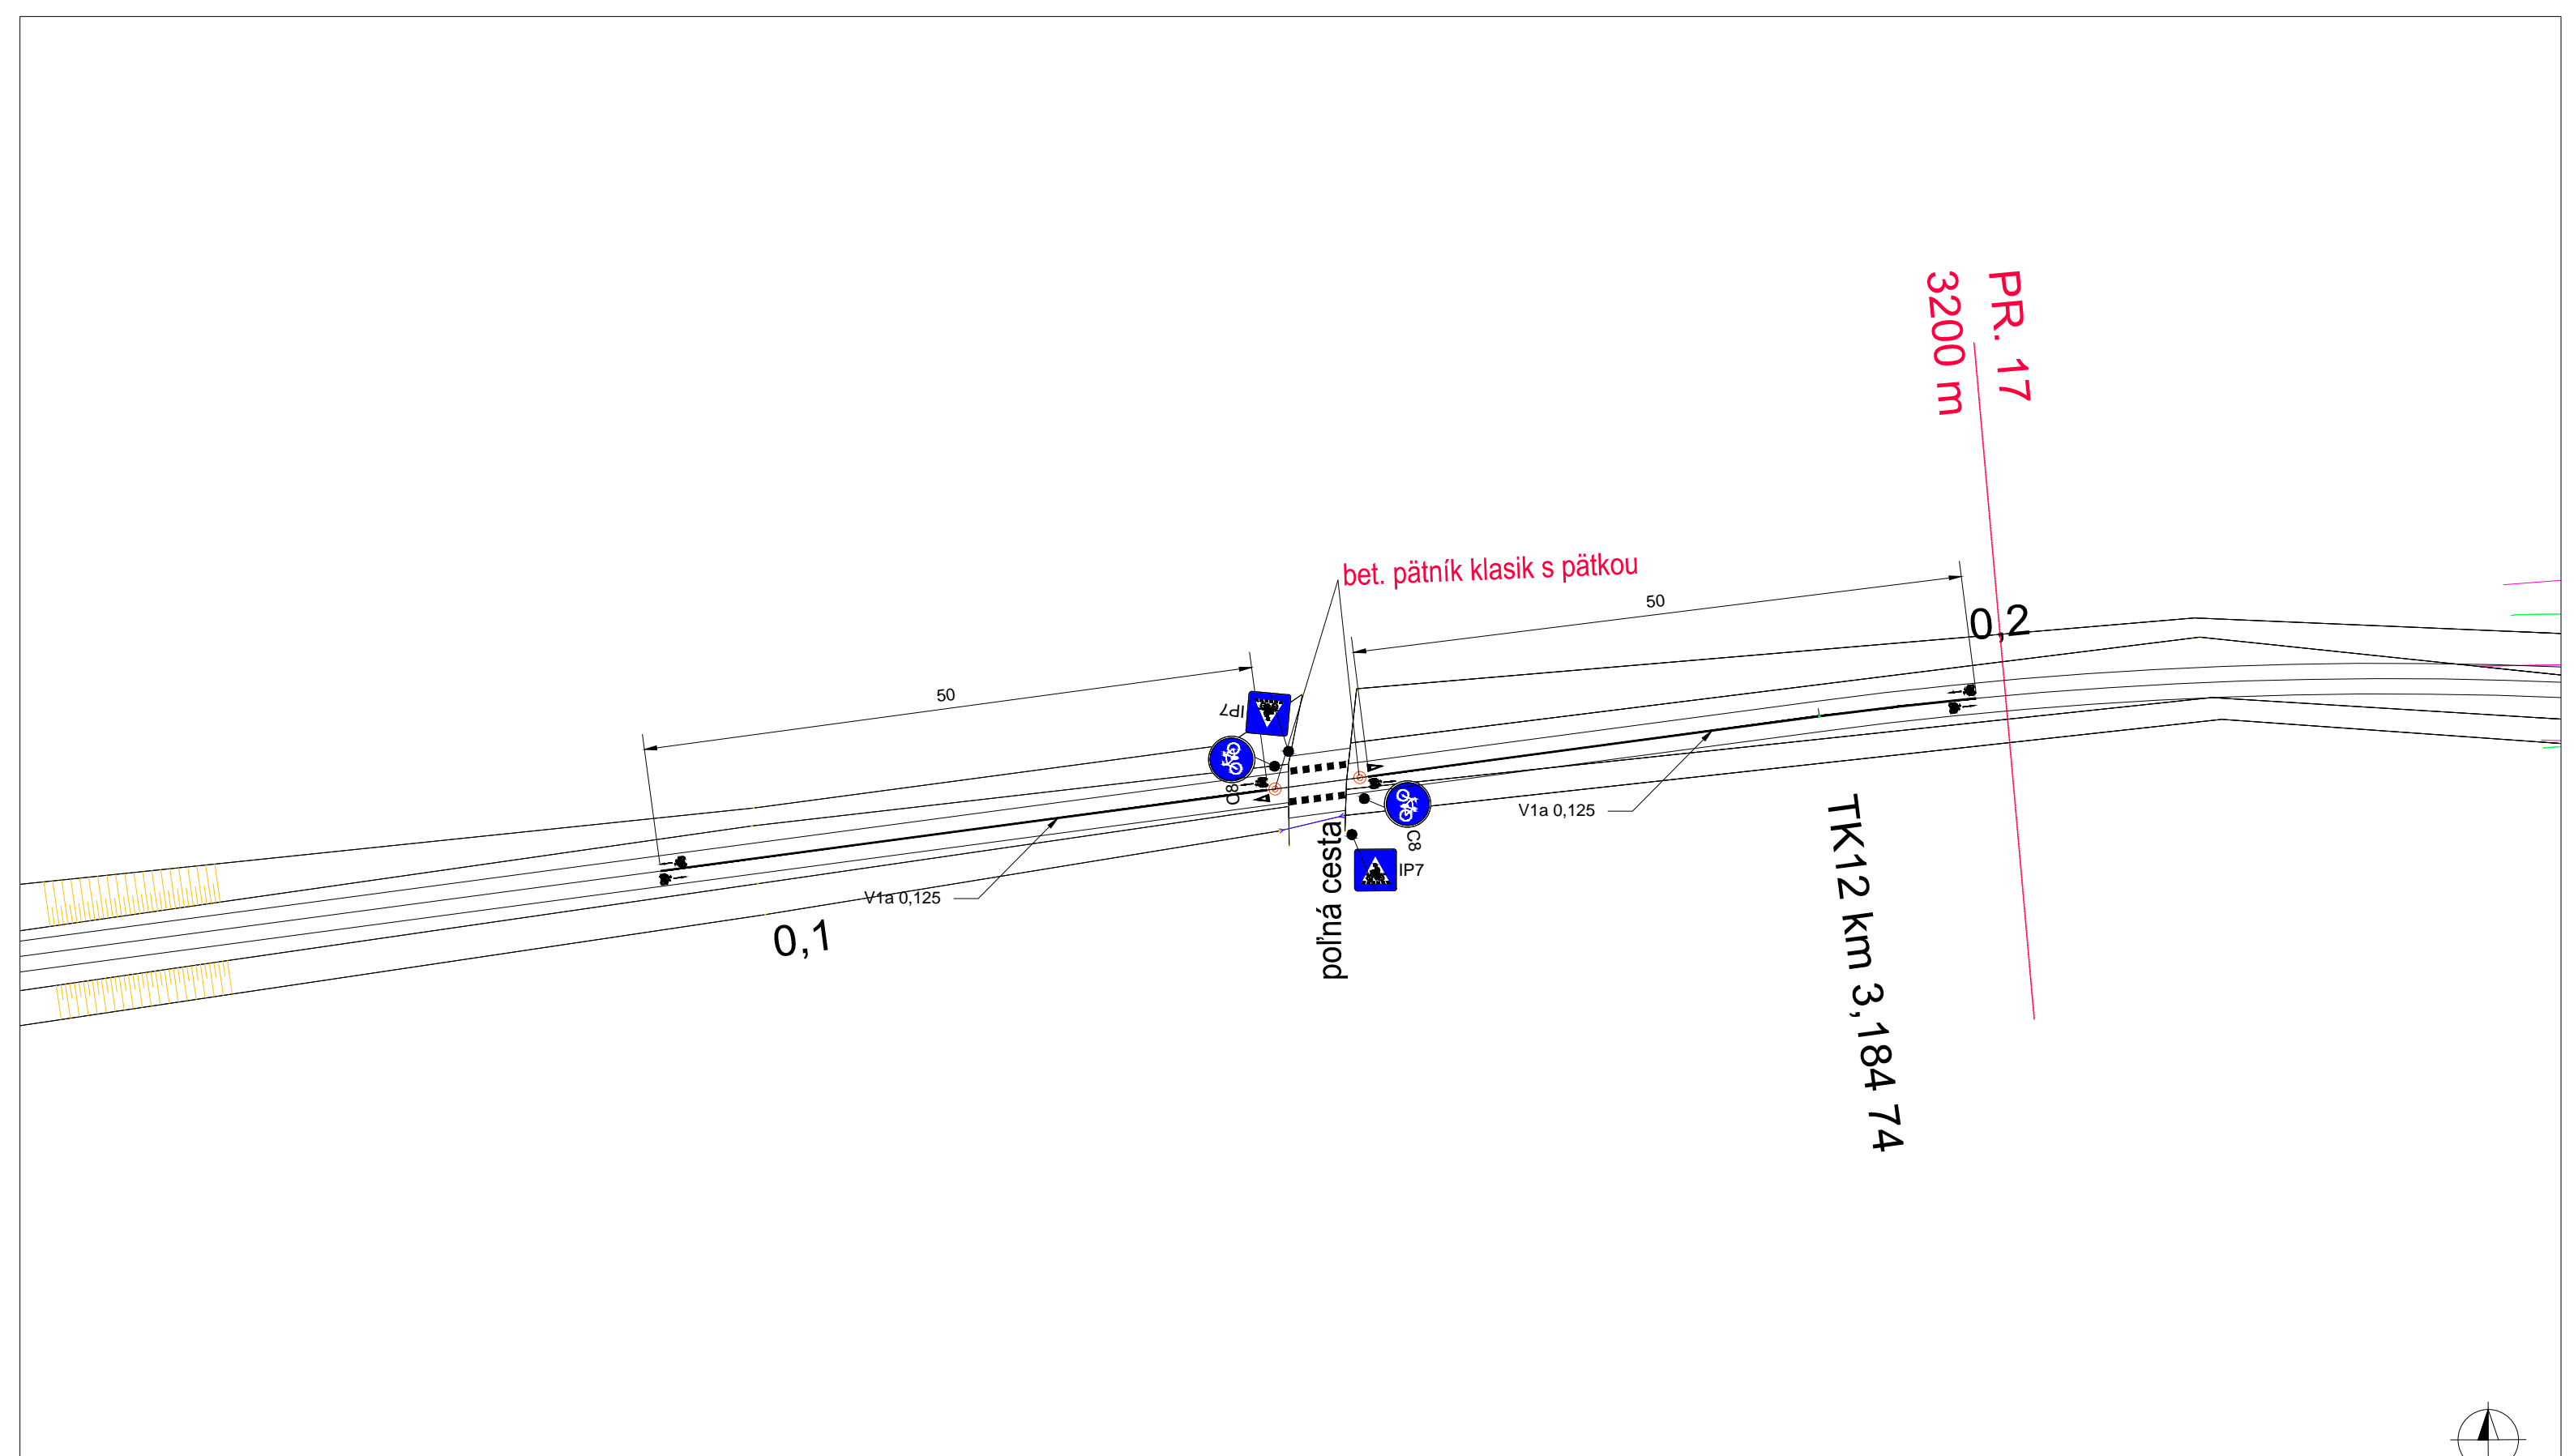 PR. 17
3200 m
bet. pätník klasik s pätkou
50
0,2
50
IP7
C8
V1a 0,125
C8
IP7
V1a 0,125
0,1
poľná cesta
TK12 km 3,184 74